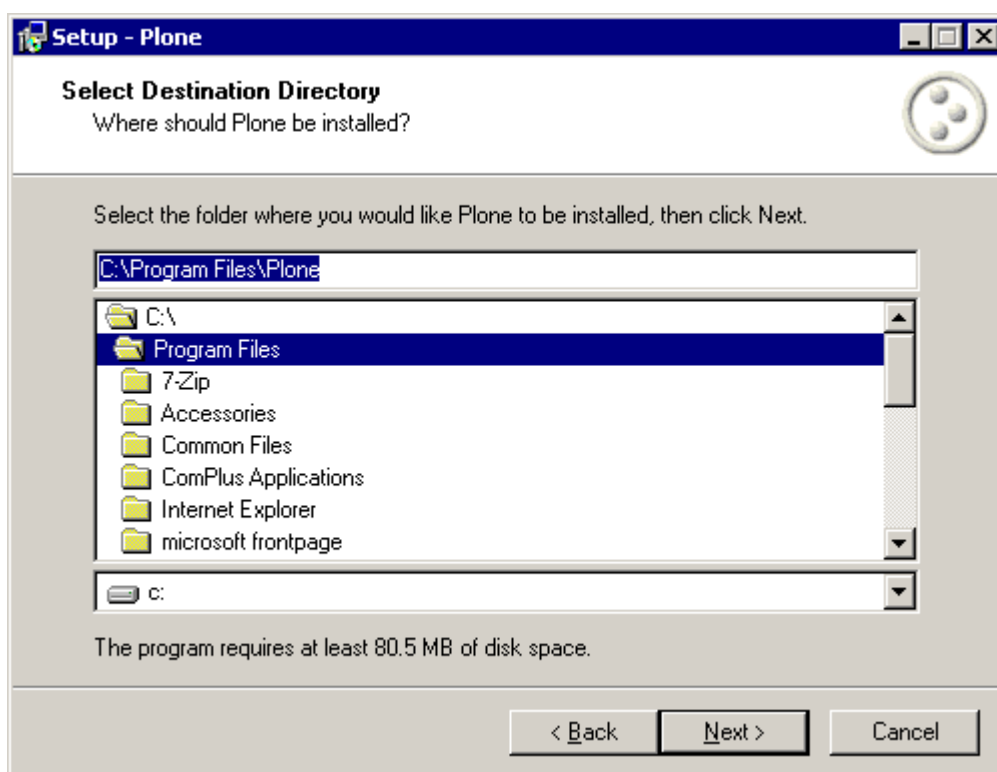 Setup - Plone
Select Destination Directory
Where should Plone be installed?
Select the folder where you would like Plone to be installed, then click Next.
C:\Program Files\Plone
C:\
Program Files
7-Zip
Accessories
Common Files
ComPlus Applications
Internet Explorer
microsoft frontpage
c:
The program requires at least 80.5 MB of disk space.
< Back Next > Cancel